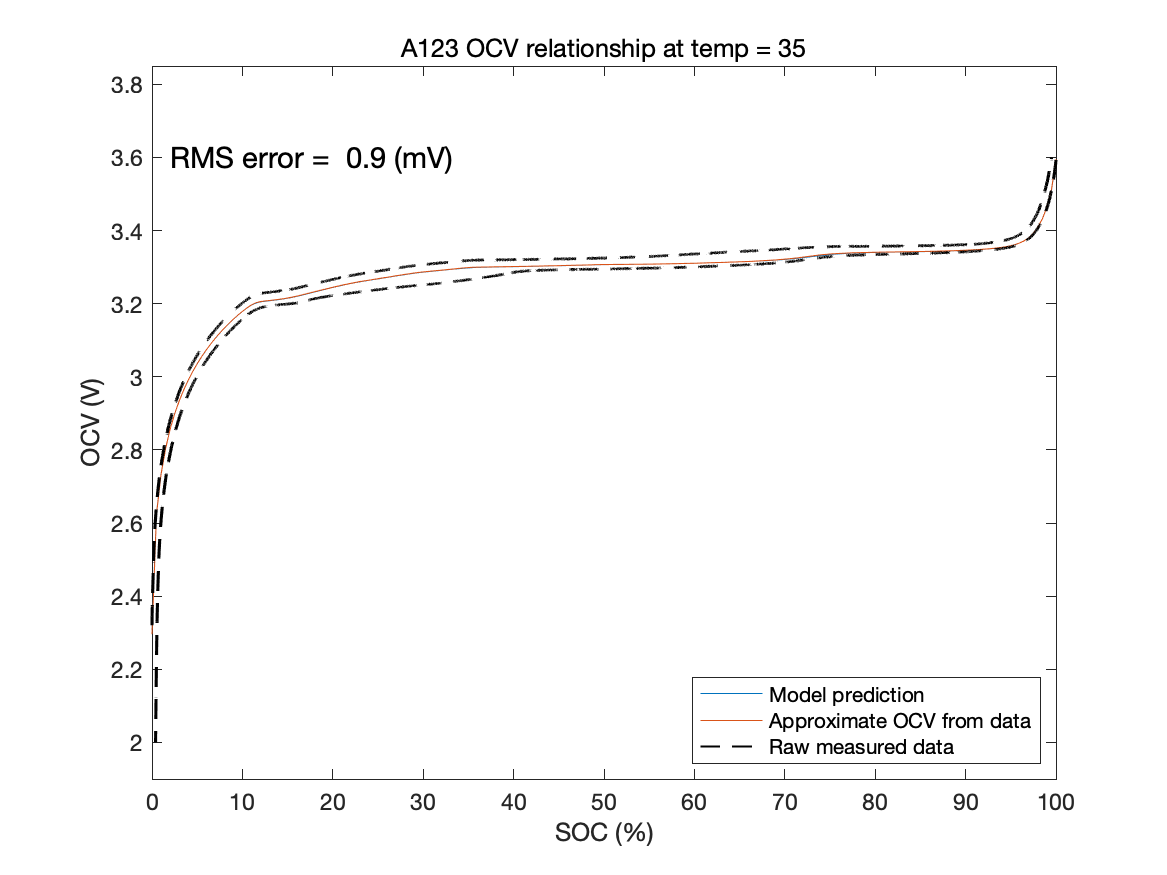 A123 OCV relationship at temp = 35
RMS error = 0.9 (mV)
3.8
3.6
3.4
3.2
3
2.8
2.6
2.4
2.2
2
OCV (V)
Model prediction
Approximate OCV from data
Raw measured data
0 10 20 30 40 50 60 70 80 90 100
SOC (%)